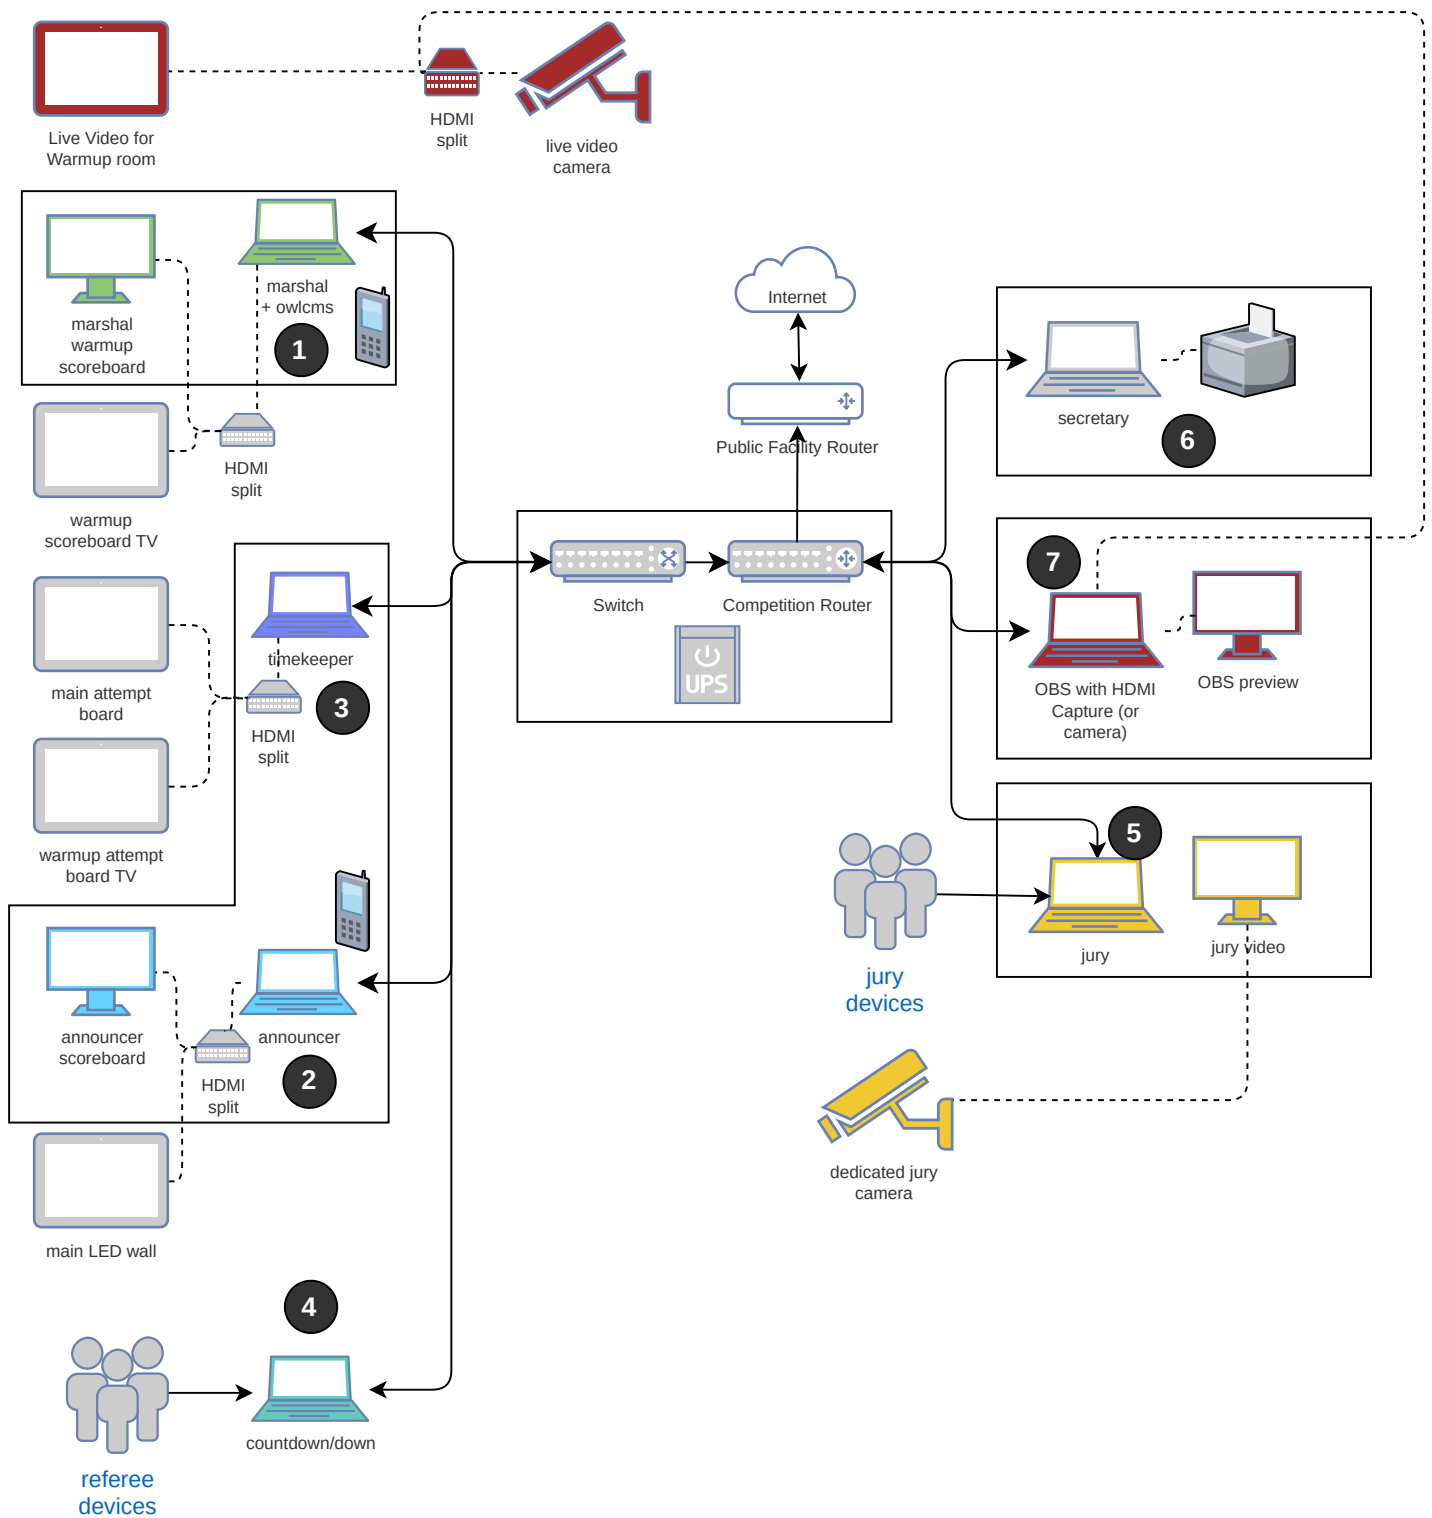 Live Video for
Warmup room
HDMI
split
live video
camera
marshal
warmup
scoreboard
marshal
+ owlcms
1
warmup
scoreboard TV
HDMI
split
Internet
Public Facility Router
Switch
Competition Router
UPS
secretary
6
7
OBS with HDMI
Capture (or
camera)
OBS preview
timekeeper
3
HDMI
split
main attempt
board
warmup attempt
board TV
5
jury
jury video
jury
devices
dedicated jury
camera
announcer
scoreboard
announcer
2
HDMI
split
main LED wall
4
countdown/down
referee
devices